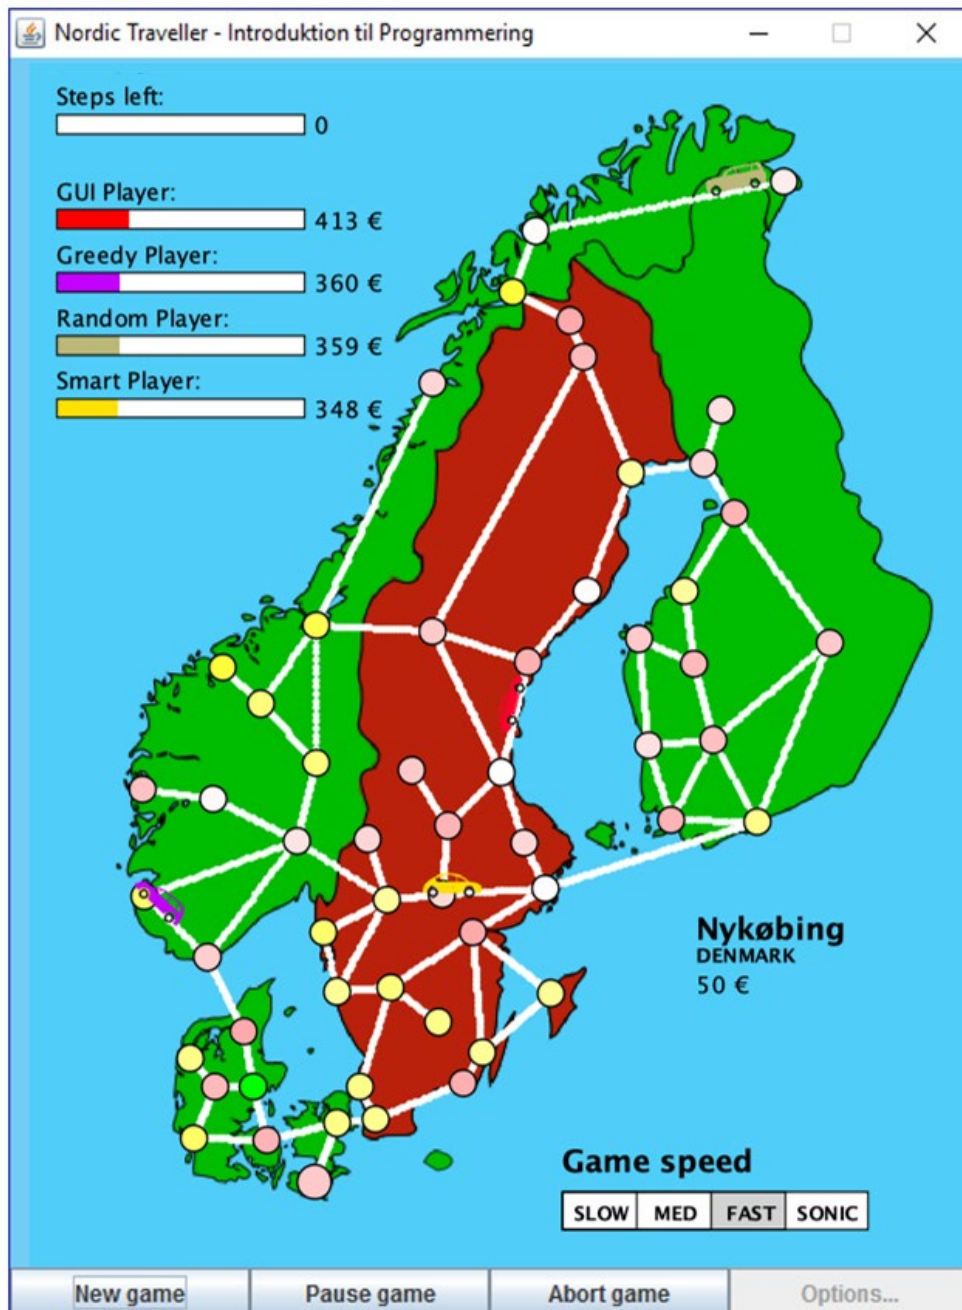 Nordic Traveller - Introduktion til Programmering
Steps left:
0
GUI Player:
413 €
Greedy Player:
360 €
Random Player:
359 €
Smart Player:
348 €
Nykøbing
DENMARK
50 €
Game speed
SLOW MED FAST SONIC
New game Pause game Abort game Options...